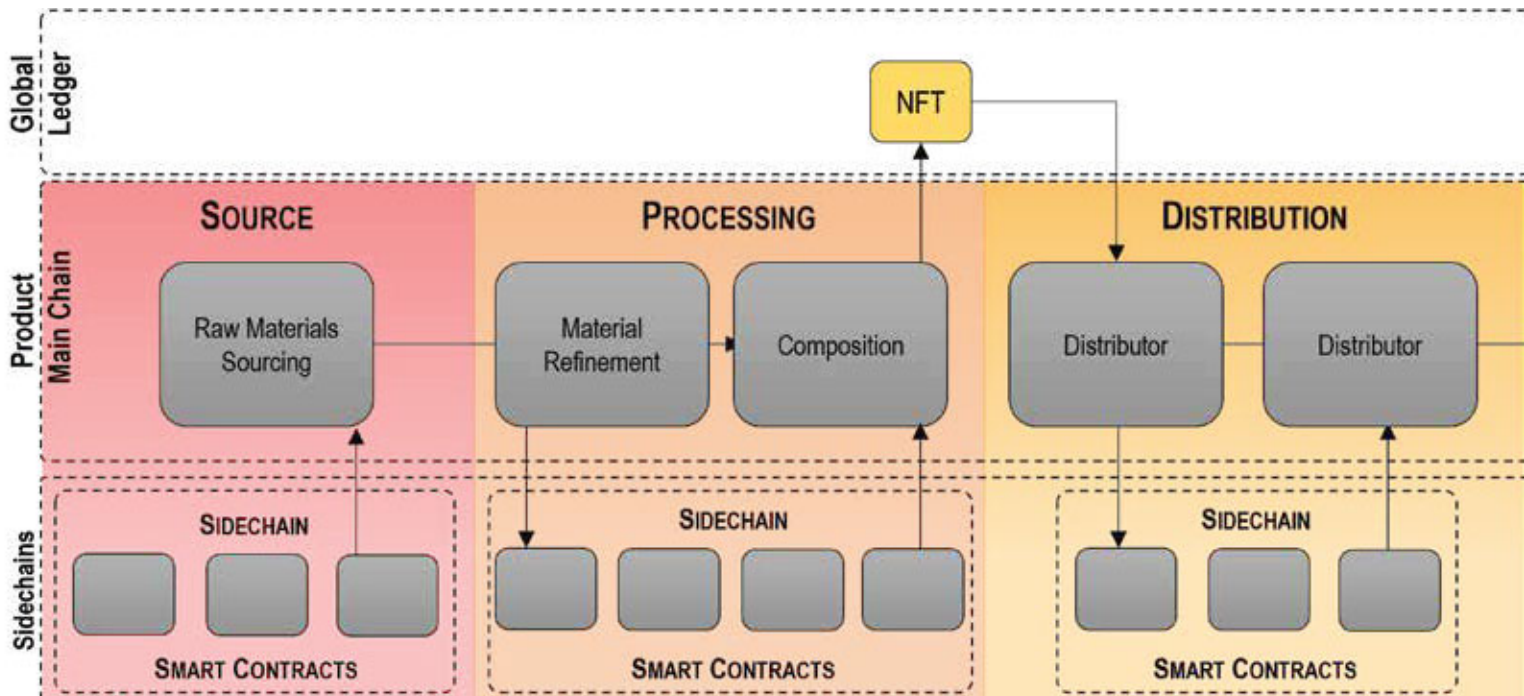 Global
Ledger
NFT
Product
Main Chain
SOURCE
PROCESSING
DISTRIBUTION
Raw Materials
Sourcing
Material
Refinement
Composition
Distributor
Distributor
Sidechains
SIDECHAIN
SMART CONTRACTS
SIDECHAIN
SMART CONTRACTS
SIDECHAIN
SMART CONTRACTS